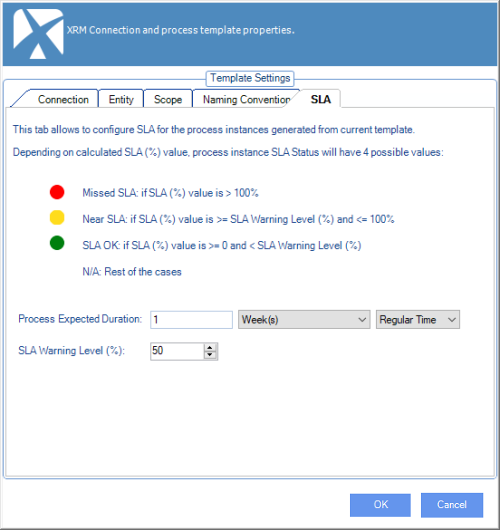 XRM Connection and process template properties.
Template Settings
Connection Entity Scope Naming Convention SLA
This tab allows to configure SLA for the process instances generated from current template.
Depending on calculated SLA (%) value, process instance SLA Status will have 4 possible values:
Missed SLA: if SLA (%) value is > 100%
Near SLA: if SLA (%) value is >= SLA Warning Level (%) and <= 100%
SLA OK: if SLA (%) value is >= 0 and < SLA Warning Level (%)
N/A: Rest of the cases
Process Expected Duration: 1 Week(s) Regular Time
SLA Warning Level (%): 50
OK Cancel